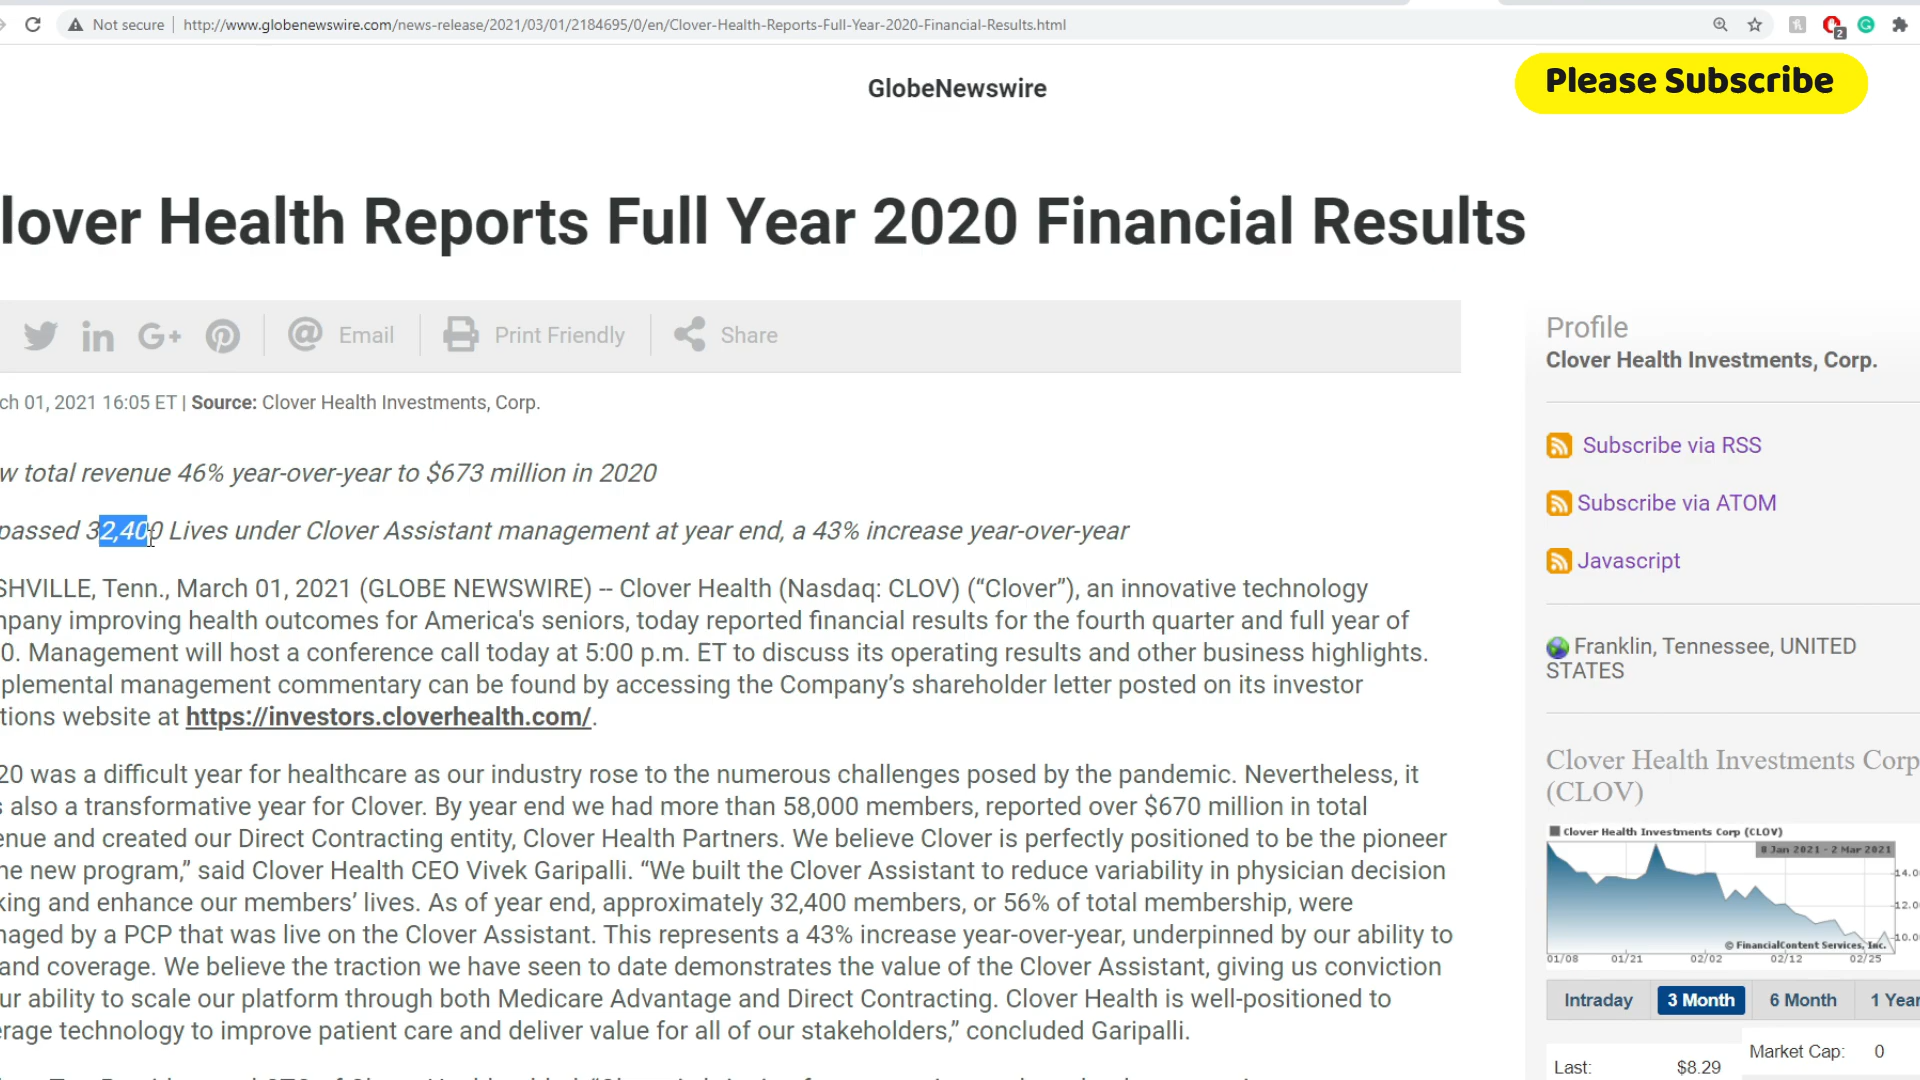 Not secure | http://www.globenewswire.com/news-release/2021/03/01/2184695/0/en/Clover-Health-Reports-Full-Year-2020-Financial-Results.html
2
Please Subscribe
GlobeNewswire
lover Health Reports Full Year 2020 Financial Results
Email
Print Friendly
Share
ch 01, 2021 16:05 ET | Source: Clover Health Investments, Corp.
w total revenue 46% year-over-year to $673 million in 2020
passed 32,400 Lives under Clover Assistant management at year end, a 43% increase year-over-year
SHVILLE, Tenn., March 01, 2021 (GLOBE NEWSWIRE) -- Clover Health (Nasdaq: CLOV) (“Clover”), an innovative technology
npany improving health outcomes for America's seniors, today reported financial results for the fourth quarter and full year of
0. Management will host a conference call today at 5:00 p.m. ET to discuss its operating results and other business highlights.
plemental management commentary can be found by accessing the Company’s shareholder letter posted on its investor
tions website at https://investors.cloverhealth.com/.
20 was a difficult year for healthcare as our industry rose to the numerous challenges posed by the pandemic. Nevertheless, it
s also a transformative year for Clover. By year end we had more than 58,000 members, reported over $670 million in total
enue and created our Direct Contracting entity, Clover Health Partners. We believe Clover is perfectly positioned to be the pioneer
he new program,” said Clover Health CEO Vivek Garipalli. “We built the Clover Assistant to reduce variability in physician decision
king and enhance our members’ lives. As of year end, approximately 32,400 members, or 56% of total membership, were
naged by a PCP that was live on the Clover Assistant. This represents a 43% increase year-over-year, underpinned by our ability to
and coverage. We believe the traction we have seen to date demonstrates the value of the Clover Assistant, giving us conviction
ur ability to scale our platform through both Medicare Advantage and Direct Contracting. Clover Health is well-positioned to
erage technology to improve patient care and deliver value for all of our stakeholders,” concluded Garipalli.
Profile
Clover Health Investments, Corp.
Subscribe via RSS
Subscribe via ATOM
Javascript
Franklin, Tennessee, UNITED
STATES
Clover Health Investments Corp
(CLOV)
Clover Health Investments Corp (CLOV)
8 Jan 2021 - 2 Mar 2021
14.0
12.0
10.0
© FinancialContent Services, Inc.
01/08 01/21 02/02 02/12 02/25
Intraday 3 Month 6 Month 1 Year
Last: $8.29
Market Cap: 0